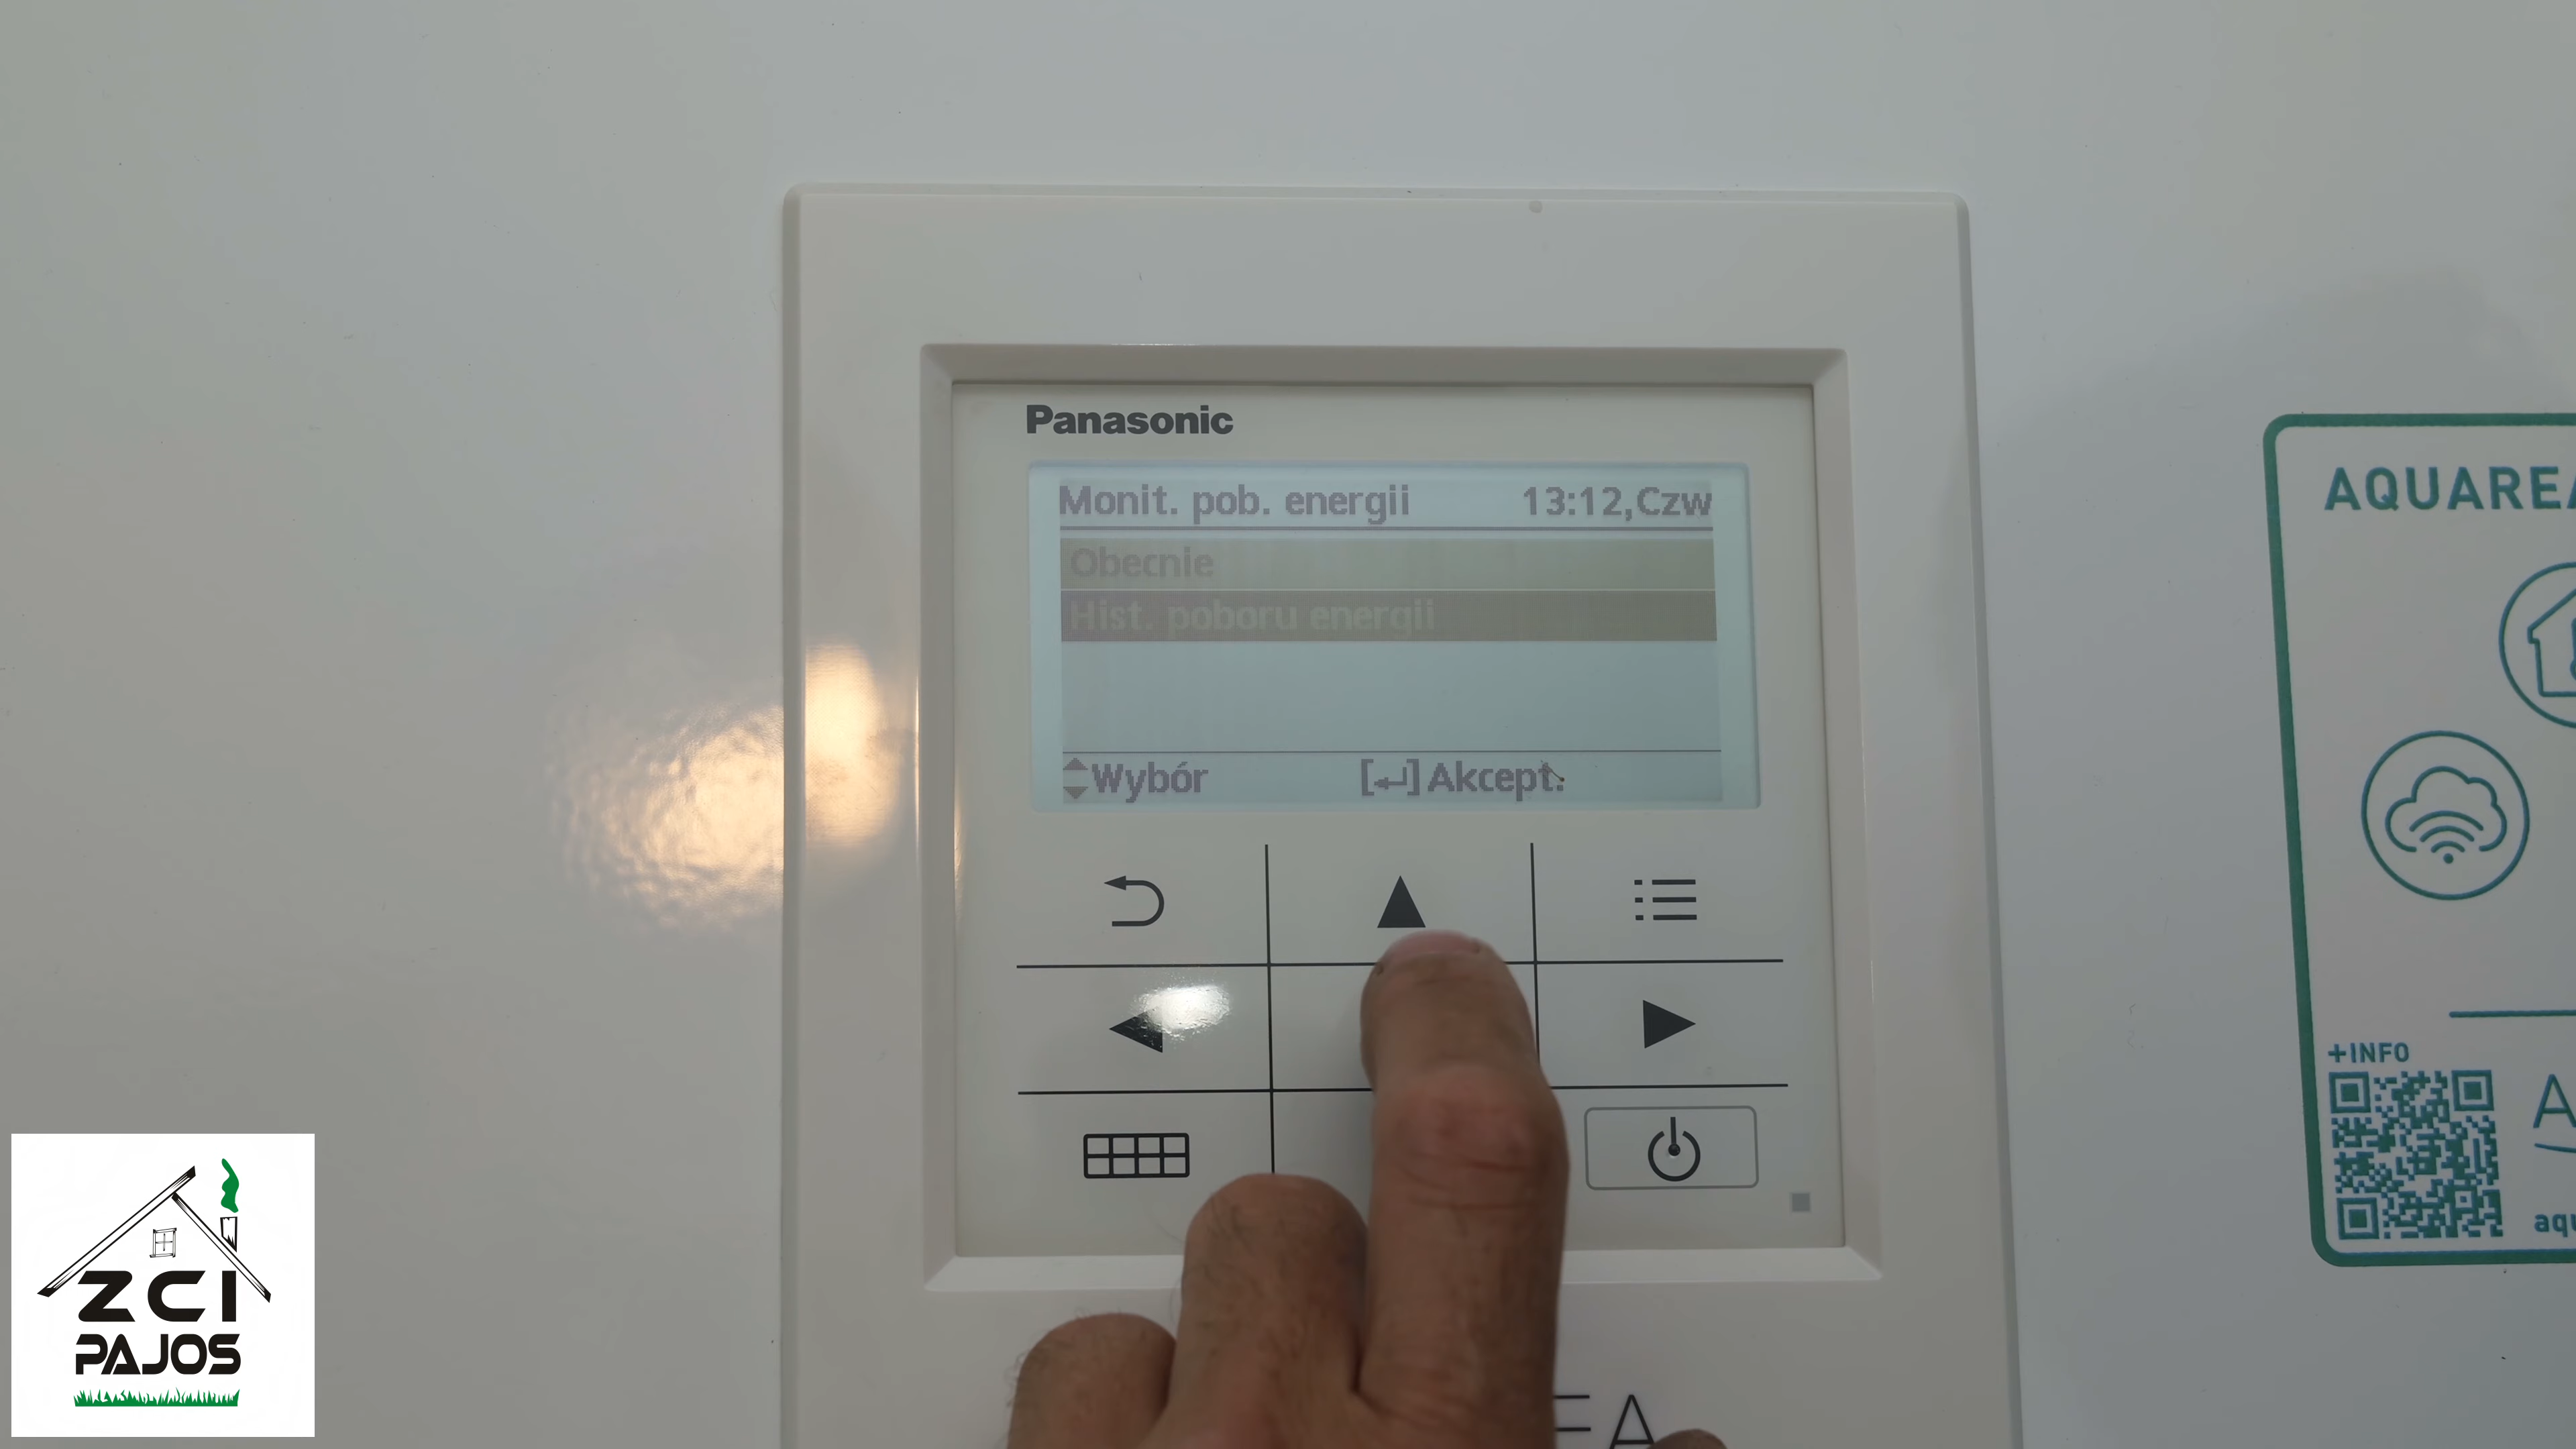 Panasonic
Monit. pob. energii 13:12,Czw
Obecnie
Hist. poboru energii
Wybór [↵] Akcept.
AQUAREA
+INFO
ZCI
PAJOS